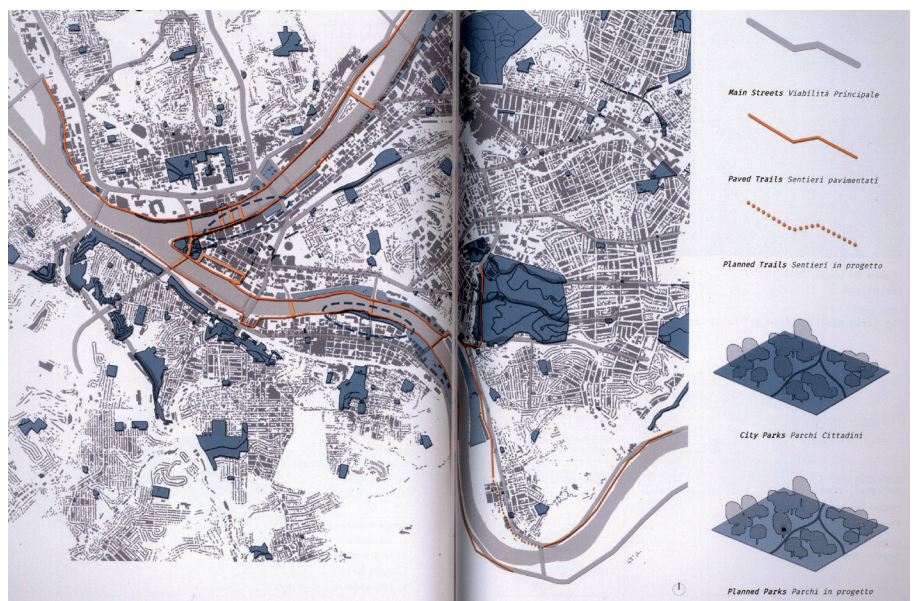 Main Streets Viabilità Principale
Paved Trails Sentieri pavimentati
Planned Trails Sentieri in progetto
City Parks Parchi Cittadini
Planned Parks Parchi in progetto